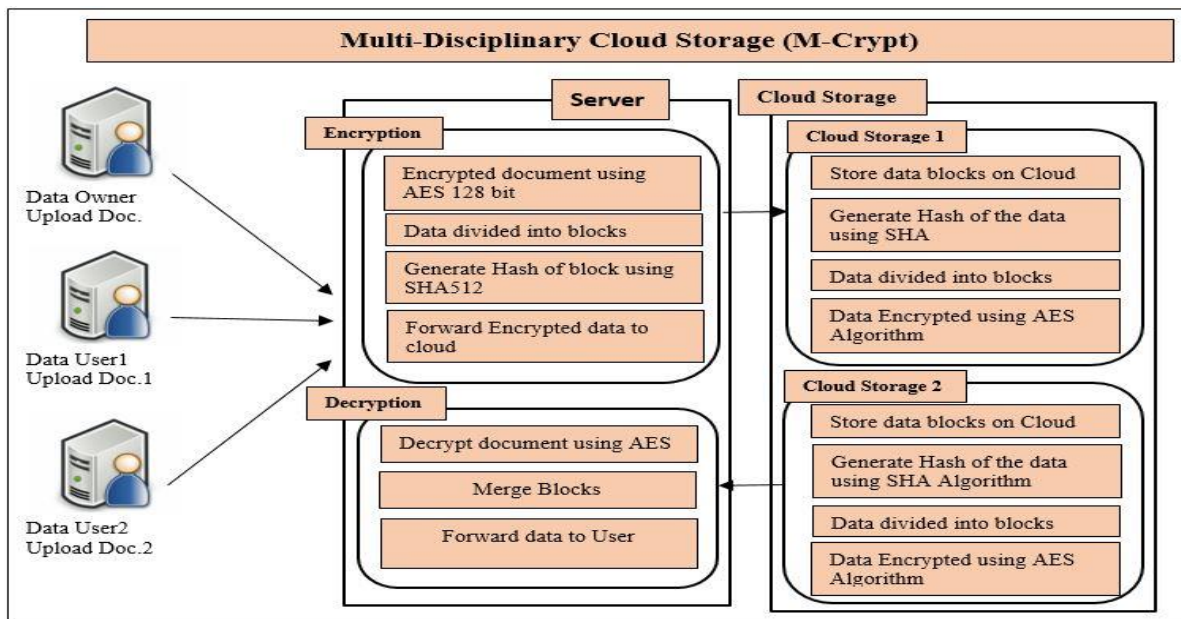 Multi-Disciplinary Cloud Storage (M-Crypt)
Data Owner
Upload Doc.
Data User1
Upload Doc.1
Data User2
Upload Doc.2
Server
Encryption
Encrypted document using
AES 128 bit
Data divided into blocks
Generate Hash of block using
SHA512
Forward Encrypted data to
cloud
Decryption
Decrypt document using AES
Merge Blocks
Forward data to User
Cloud Storage
Cloud Storage 1
Store data blocks on Cloud
Generate Hash of the data
using SHA
Data divided into blocks
Data Encrypted using AES
Algorithm
Cloud Storage 2
Store data blocks on Cloud
Generate Hash of the data
using SHA Algorithm
Data divided into blocks
Data Encrypted using AES
Algorithm